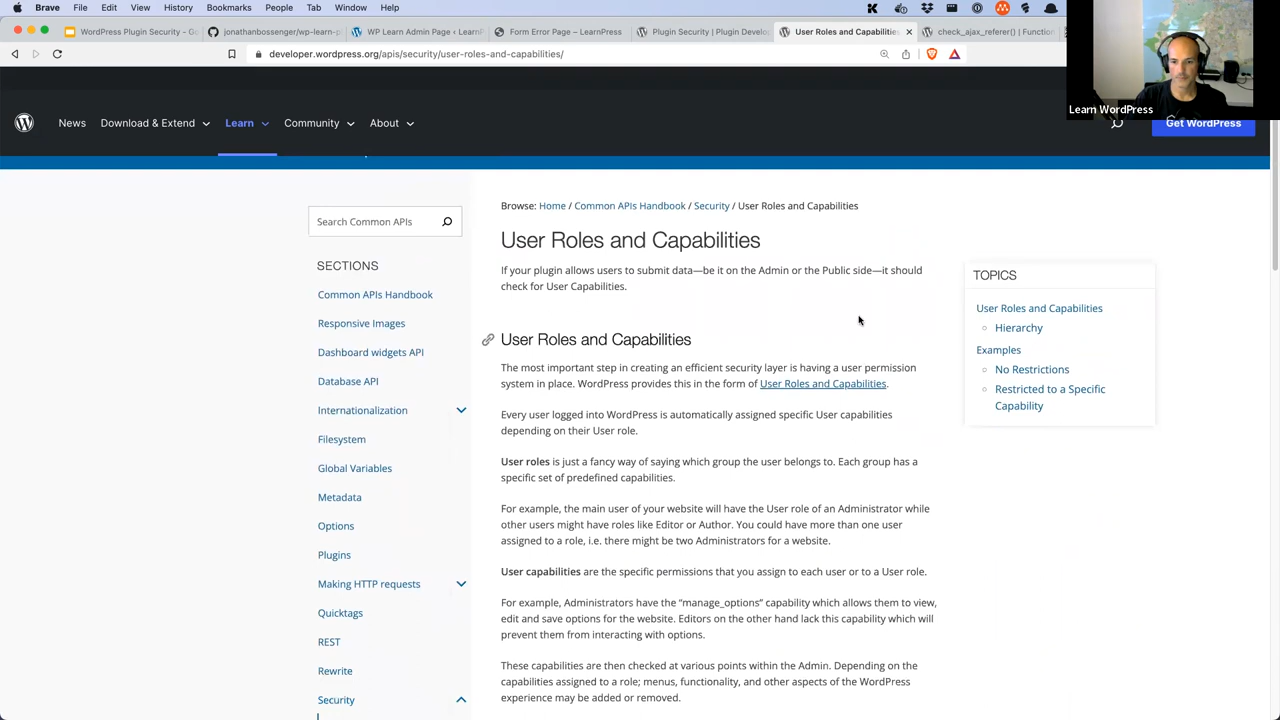 Brave File Edit View History Bookmarks People Tab Window Help
WordPress Plugin Security - Go
jonathanbossenger/wp-learn-p
WP Learn Admin Page < LearnP
Form Error Page – LearnPress
Plugin Security | Plugin Develo
User Roles and Capabilities
check_ajax_referer() | Function
developer.wordpress.org/apis/security/user-roles-and-capabilities/
Learn WordPress
News Download & Extend Learn Community About
Get WordPress
Search Common APIs
SECTIONS
Common APIs Handbook
Responsive Images
Dashboard widgets API
Database API
Internationalization
Filesystem
Global Variables
Metadata
Options
Plugins
Making HTTP requests
Quicktags
REST
Rewrite
Security
Browse: Home / Common APIs Handbook / Security / User Roles and Capabilities
User Roles and Capabilities
If your plugin allows users to submit data—be it on the Admin or the Public side—it should
check for User Capabilities.
User Roles and Capabilities
The most important step in creating an efficient security layer is having a user permission
system in place. WordPress provides this in the form of User Roles and Capabilities.
Every user logged into WordPress is automatically assigned specific User capabilities
depending on their User role.
User roles is just a fancy way of saying which group the user belongs to. Each group has a
specific set of predefined capabilities.
For example, the main user of your website will have the User role of an Administrator while
other users might have roles like Editor or Author. You could have more than one user
assigned to a role, i.e. there might be two Administrators for a website.
User capabilities are the specific permissions that you assign to each user or to a User role.
For example, Administrators have the “manage_options” capability which allows them to view,
edit and save options for the website. Editors on the other hand lack this capability which will
prevent them from interacting with options.
These capabilities are then checked at various points within the Admin. Depending on the
capabilities assigned to a role; menus, functionality, and other aspects of the WordPress
experience may be added or removed.
TOPICS
User Roles and Capabilities
Hierarchy
Examples
No Restrictions
Restricted to a Specific
Capability